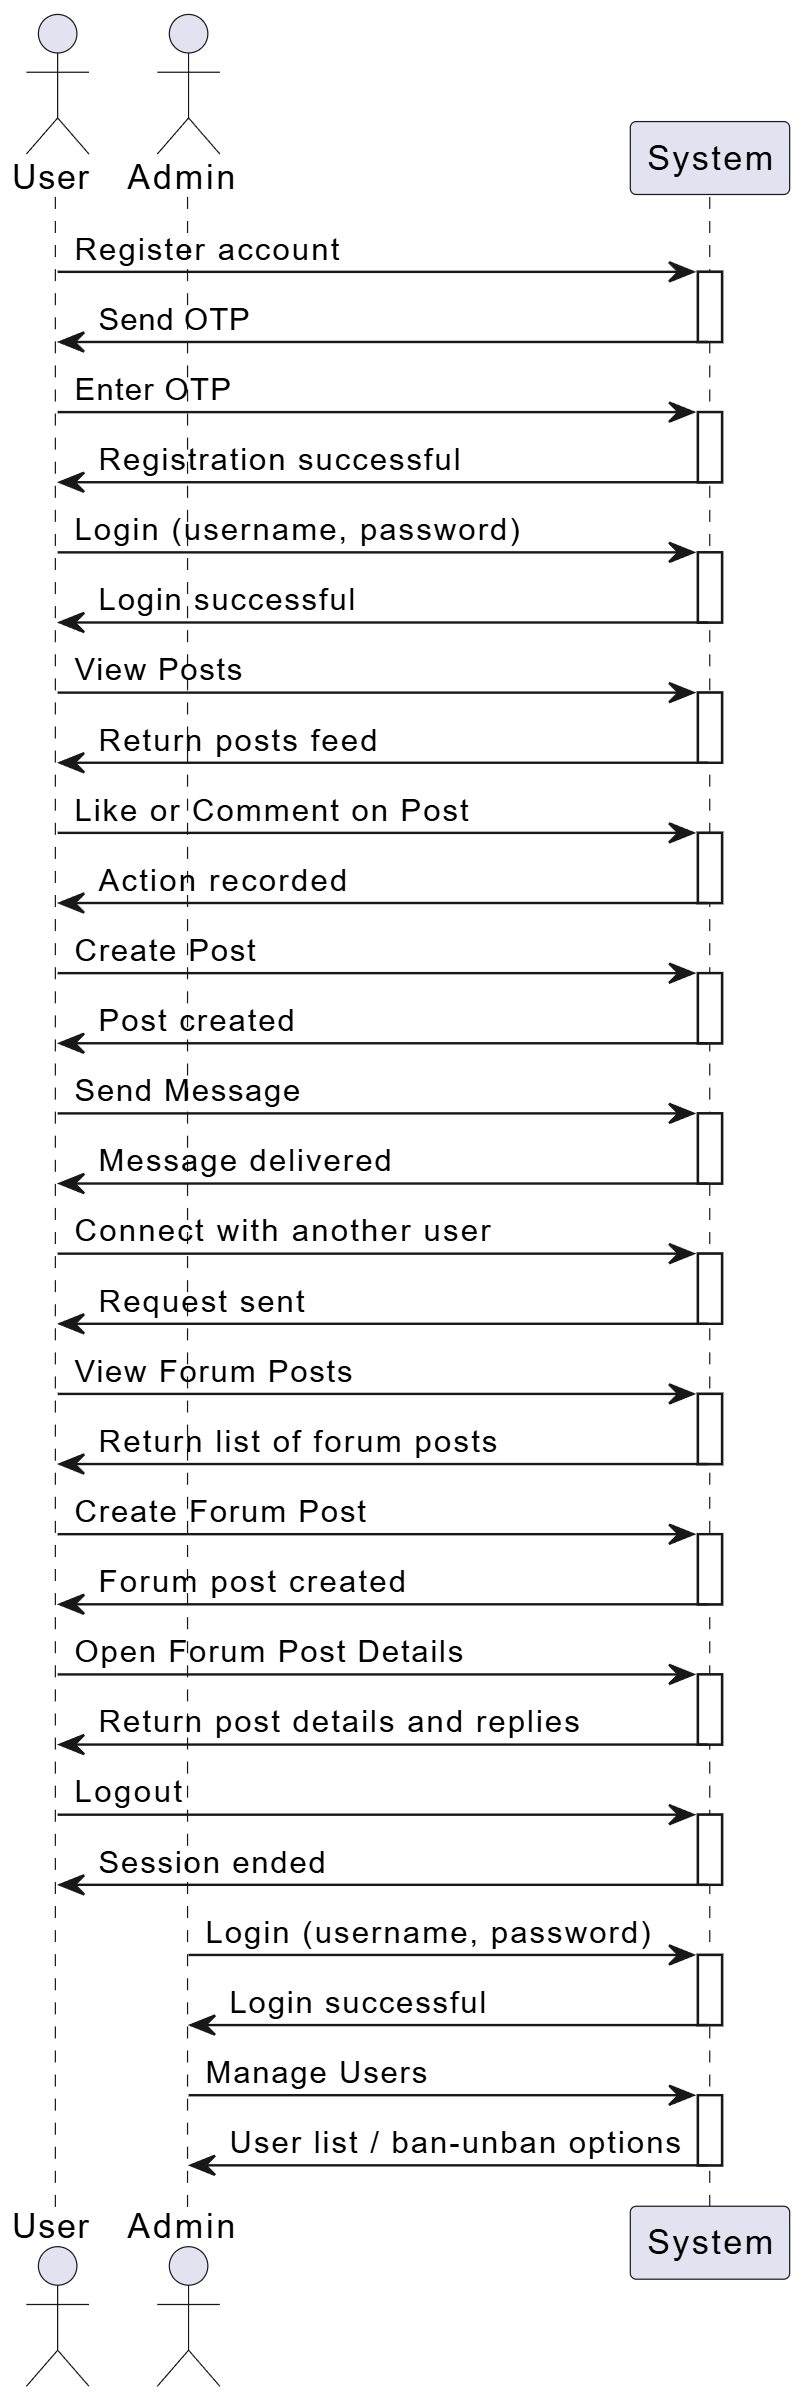 User
Admin
System
Register account
Send OTP
Enter OTP
Registration successful
Login (username, password)
Login successful
View Posts
Return posts feed
Like or Comment on Post
Action recorded
Create Post
Post created
Send Message
Message delivered
Connect with another user
Request sent
View Forum Posts
Return list of forum posts
Create Forum Post
Forum post created
Open Forum Post Details
Return post details and replies
Logout
Session ended
Login (username, password)
Login successful
Manage Users
User list / ban-unban options
User
Admin
System